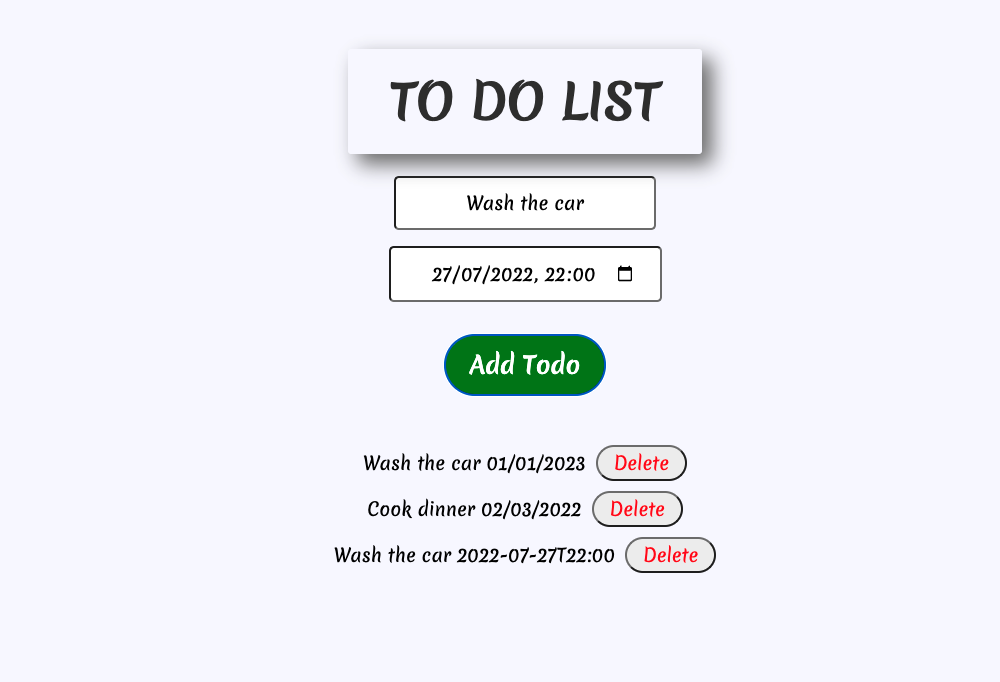 TO DO LIST
Wash the car
27/07/2022, 22:00
Add Todo
Wash the car 01/01/2023 Delete
Cook dinner 02/03/2022 Delete
Wash the car 2022-07-27T22:00 Delete